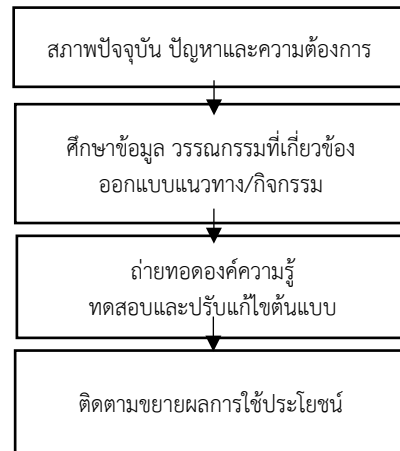 สภาพปัจจุบัน ปัญหาและความต้องการ
ศึกษาข้อมูล วรรณกรรมที่เกี่ยวข้อง
ออกแบบแนวทาง/กิจกรรม
ถ่ายทอดองค์ความรู้
ทดสอบและปรับแก้ไขต้นแบบ
ติดตามขยายผลการใช้ประโยชน์